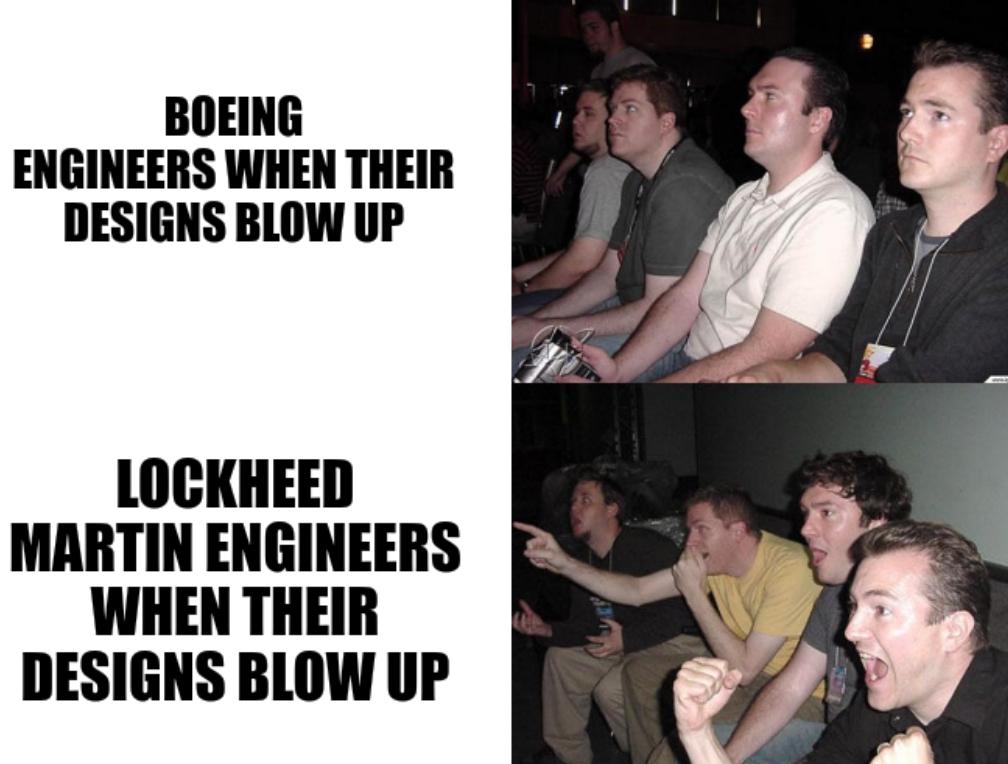 BOEING
ENGINEERS WHEN THEIR
DESIGNS BLOW UP
LOCKHEED
MARTIN ENGINEERS
WHEN THEIR
DESIGNS BLOW UP